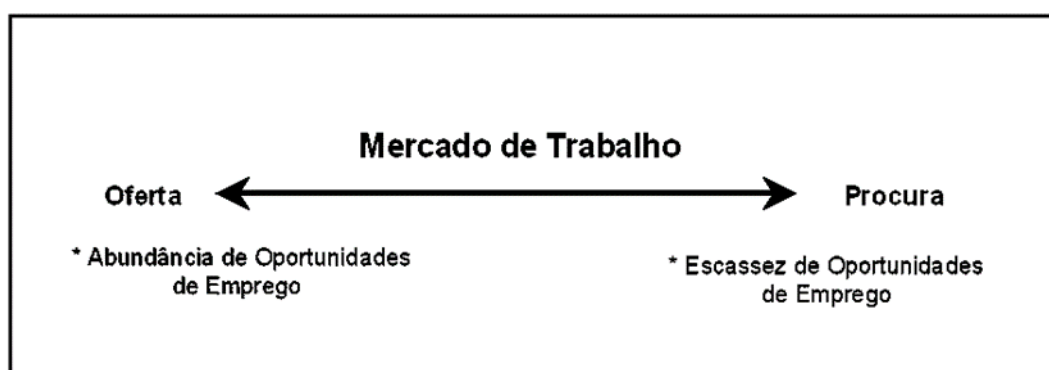 Mercado de Trabalho
Oferta
Procura
* Abundância de Oportunidades
de Emprego
* Escassez de Oportunidades
de Emprego